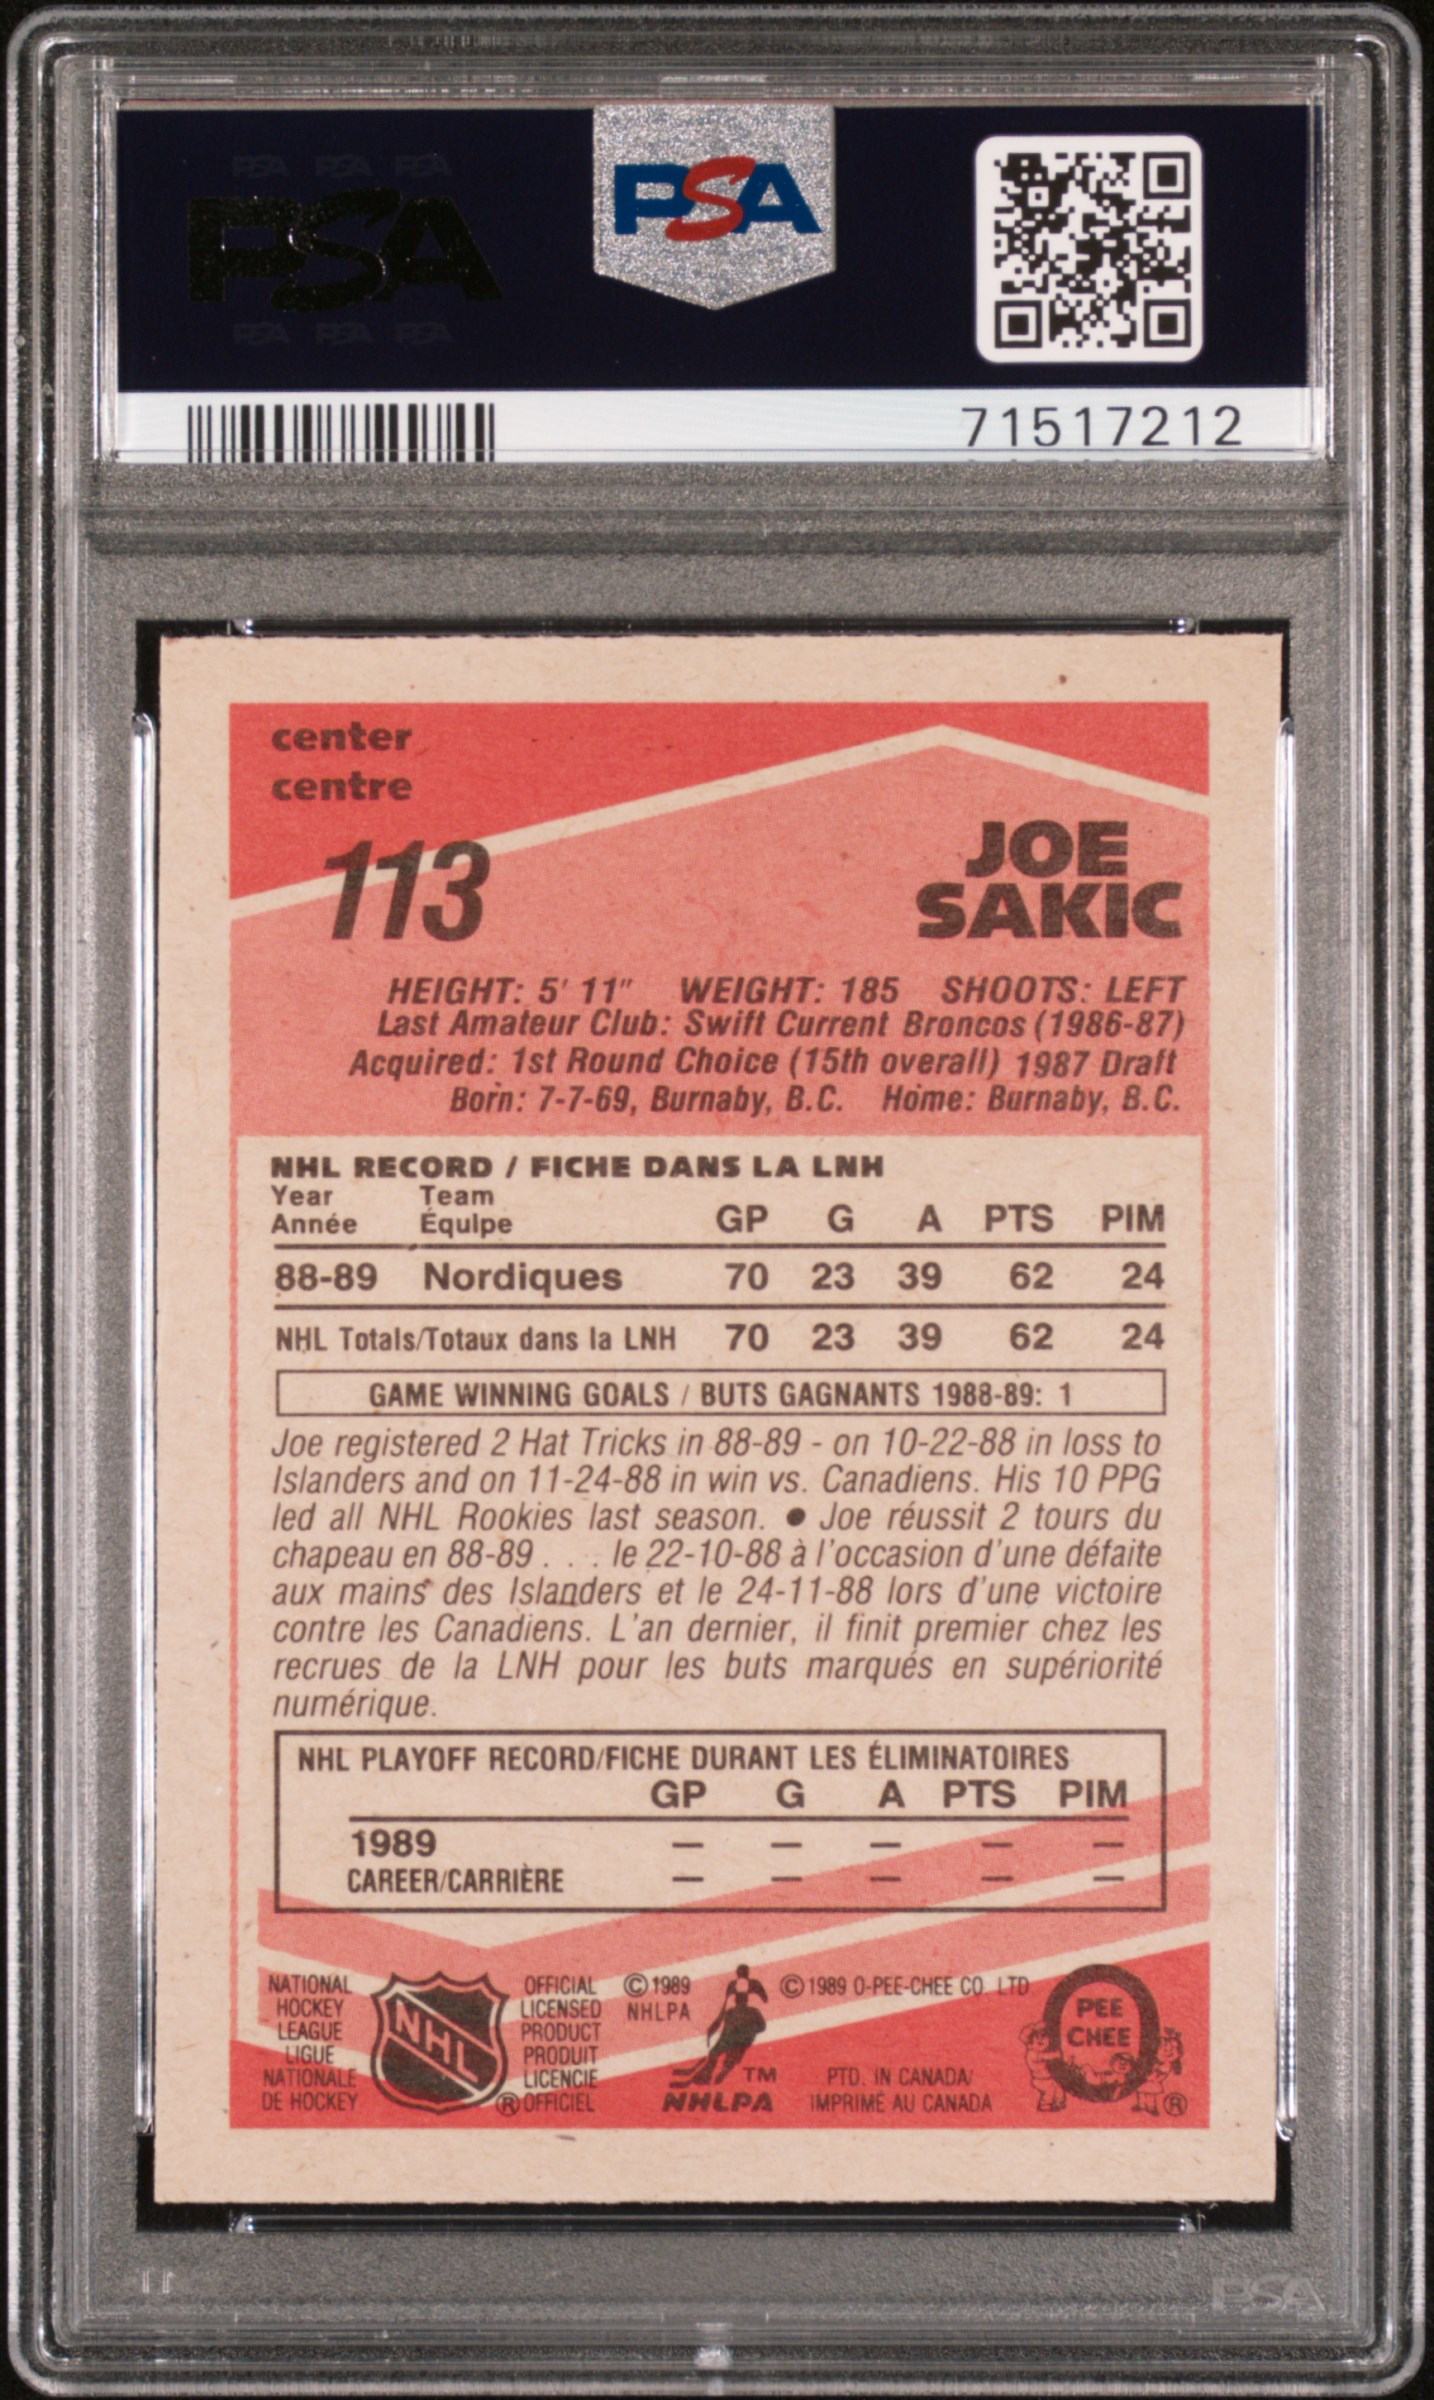 PSA PSA PSA
PSA
PSA PSA PSA
PSA
71517212
center
centre
113
JOE
SAKIC
HEIGHT: 5' 11" WEIGHT: 185 SHOOTS: LEFT
Last Amateur Club: Swift Current Broncos (1986-87)
Acquired: 1st Round Choice (15th overall) 1987 Draft
Born: 7-7-69, Burnaby, B.C. Home: Burnaby, B.C.
NHL RECORD / FICHE DANS LA LNH
Year Team
Année Équipe GP G A PTS PIM
88-89 Nordiques 70 23 39 62 24
NHL Totals/Totaux dans la LNH 70 23 39 62 24
GAME WINNING GOALS / BUTS GAGNANTS 1988-89: 1
Joe registered 2 Hat Tricks in 88-89 - on 10-22-88 in loss to
Islanders and on 11-24-88 in win vs. Canadiens. His 10 PPG
led all NHL Rookies last season. ● Joe réussit 2 tours du
chapeau en 88-89 . . . le 22-10-88 à l'occasion d'une défaite
aux mains des Islanders et le 24-11-88 lors d'une victoire
contre les Canadiens. L'an dernier, il finit premier chez les
recrues de la LNH pour les buts marqués en supériorité
numérique.
NHL PLAYOFF RECORD/FICHE DURANT LES ÉLIMINATOIRES
GP G A PTS PIM
1989 — — — — —
CAREER/CARRIÈRE — — — — —
NATIONAL
HOCKEY
LEAGUE
LIGUE
NATIONALE
DE HOCKEY
NHL
®
OFFICIAL
LICENSED
PRODUCT
PRODUIT
LICENCIE
OFFICIEL
© 1989
NHLPA
TM
NHLPA
© 1989 O-PEE-CHEE CO. LTD.
PTD. IN CANADA/
IMPRIMÉ AU CANADA
PEE
CHEE
®
PSA